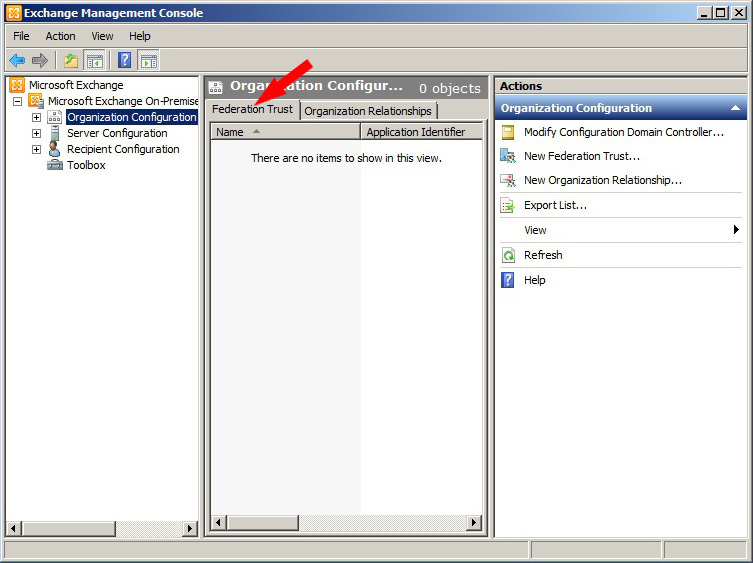 Exchange Management Console
File Action View Help
Microsoft Exchange
Microsoft Exchange On-Premise
Organization Configuration
Server Configuration
Recipient Configuration
Toolbox
Organization Configur... 0 objects
Federation Trust Organization Relationships
Name Application Identifier
There are no items to show in this view.
Actions
Organization Configuration
Modify Configuration Domain Controller...
New Federation Trust...
New Organization Relationship...
Export List...
View
Refresh
Help